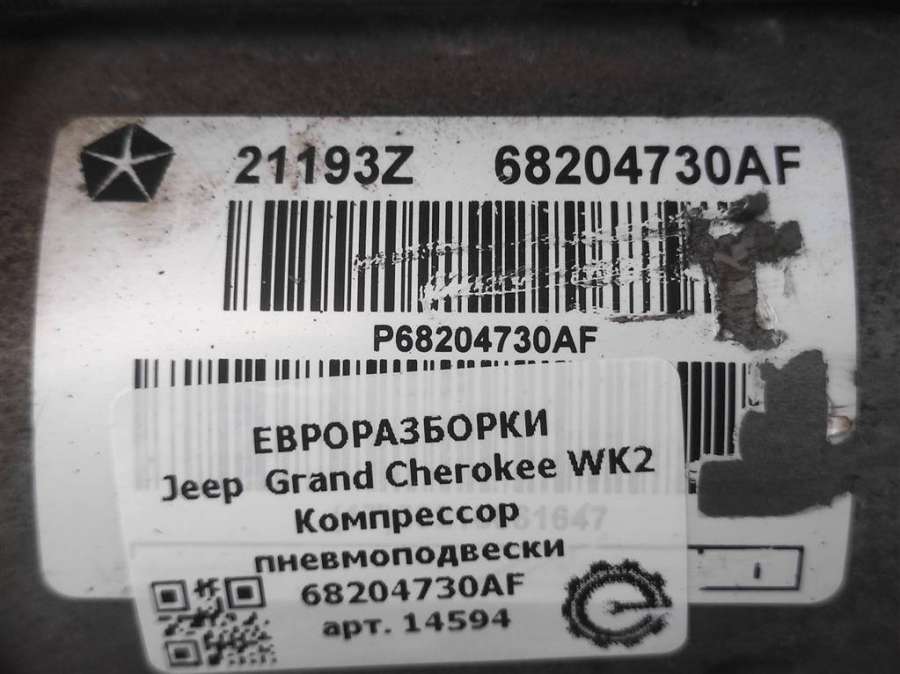 21193Z 68204730AF
P68204730AF
ЕВРОРАЗБОРКИ
Jeep Grand Cherokee WK2
Компрессор
пневмоподвески
68204730AF
арт. 14594